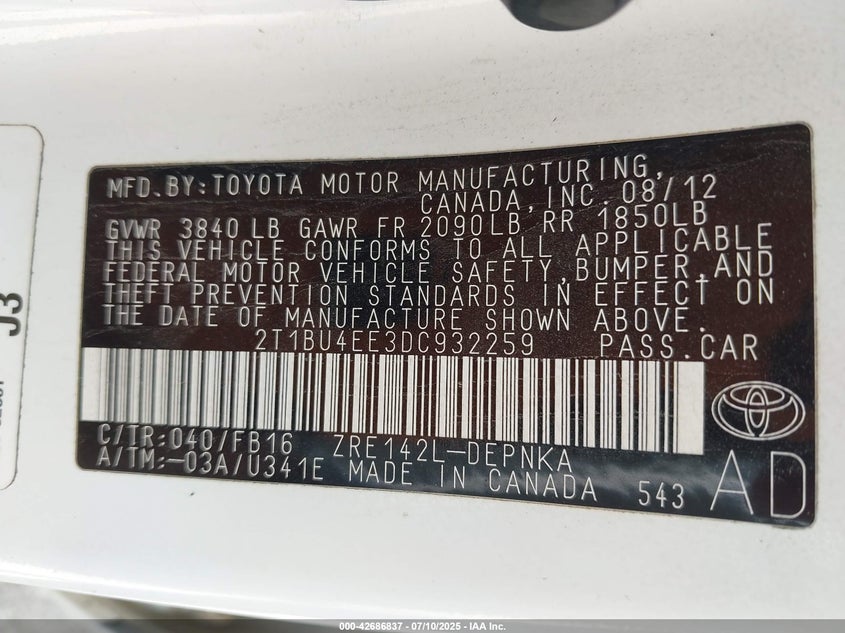 MFD. BY: TOYOTA MOTOR MANUFACTURING,
CANADA, INC. 08/12
GVWR 3840 LB GAWR FR 2090LB RR 1850LB
THIS VEHICLE CONFORMS TO ALL APPLICABLE
FEDERAL MOTOR VEHICLE SAFETY, BUMPER, AND
THEFT PREVENTION STANDARDS IN EFFECT ON
THE DATE OF MANUFACTURE SHOWN ABOVE.
2T1BU4EE3DC932259 PASS.CAR
C/TR:040/FB16 ZRE142L-DEPNKA
A/TM:-03A/U341E MADE IN CANADA 543
AD
J3
000-42686837 - 07/10/2025 - IAA Inc.